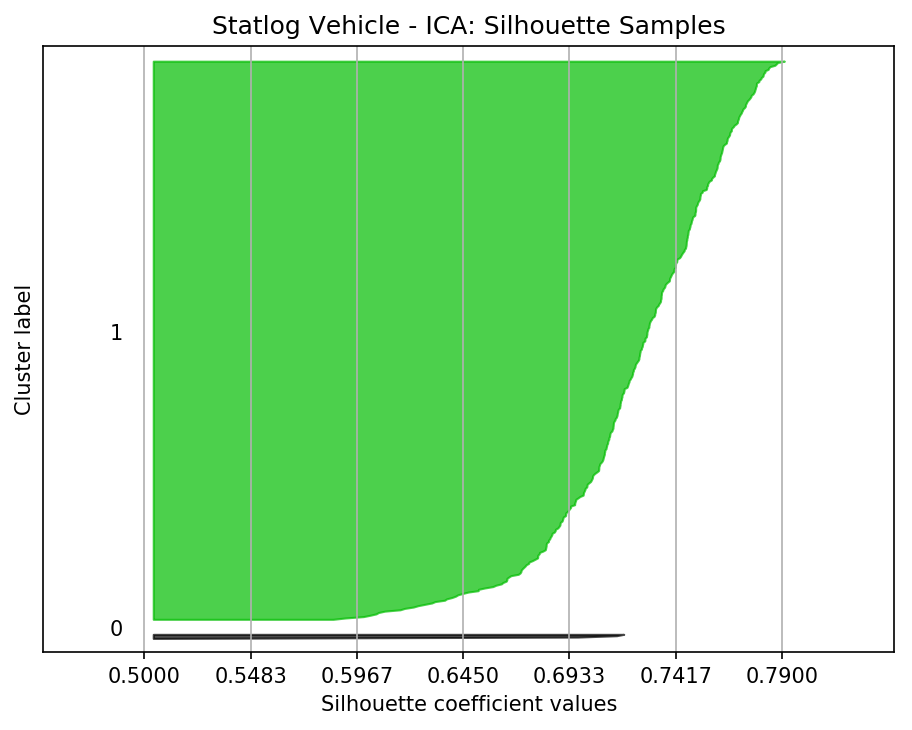 Statlog Vehicle - ICA: Silhouette Samples
Cluster label
1
0
0.5000 0.5483 0.5967 0.6450 0.6933 0.7417 0.7900
Silhouette coefficient values